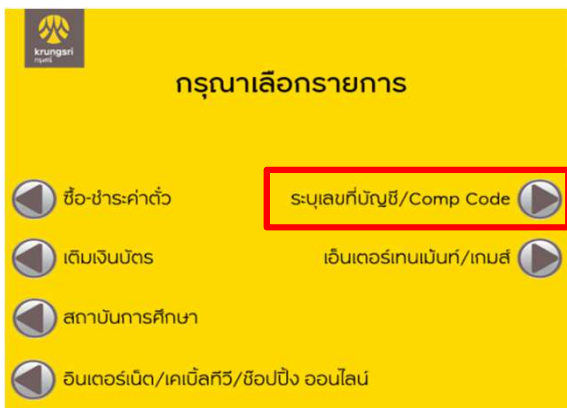 krungsri
กรุงศรี
กรุณาเลือกรายการ
ซื้อ-ชำระค่าตั่ว
ระบุเลขที่บัญชี/Comp Code
เติมเงินบัตร
เอ็นเตอร์เทนเม้นท์/เกมส์
สถาบันการศึกษา
อินเตอร์เน็ต/เคเบิ้ลทีวี/ช๊อปปิ้ง ออนไลน์